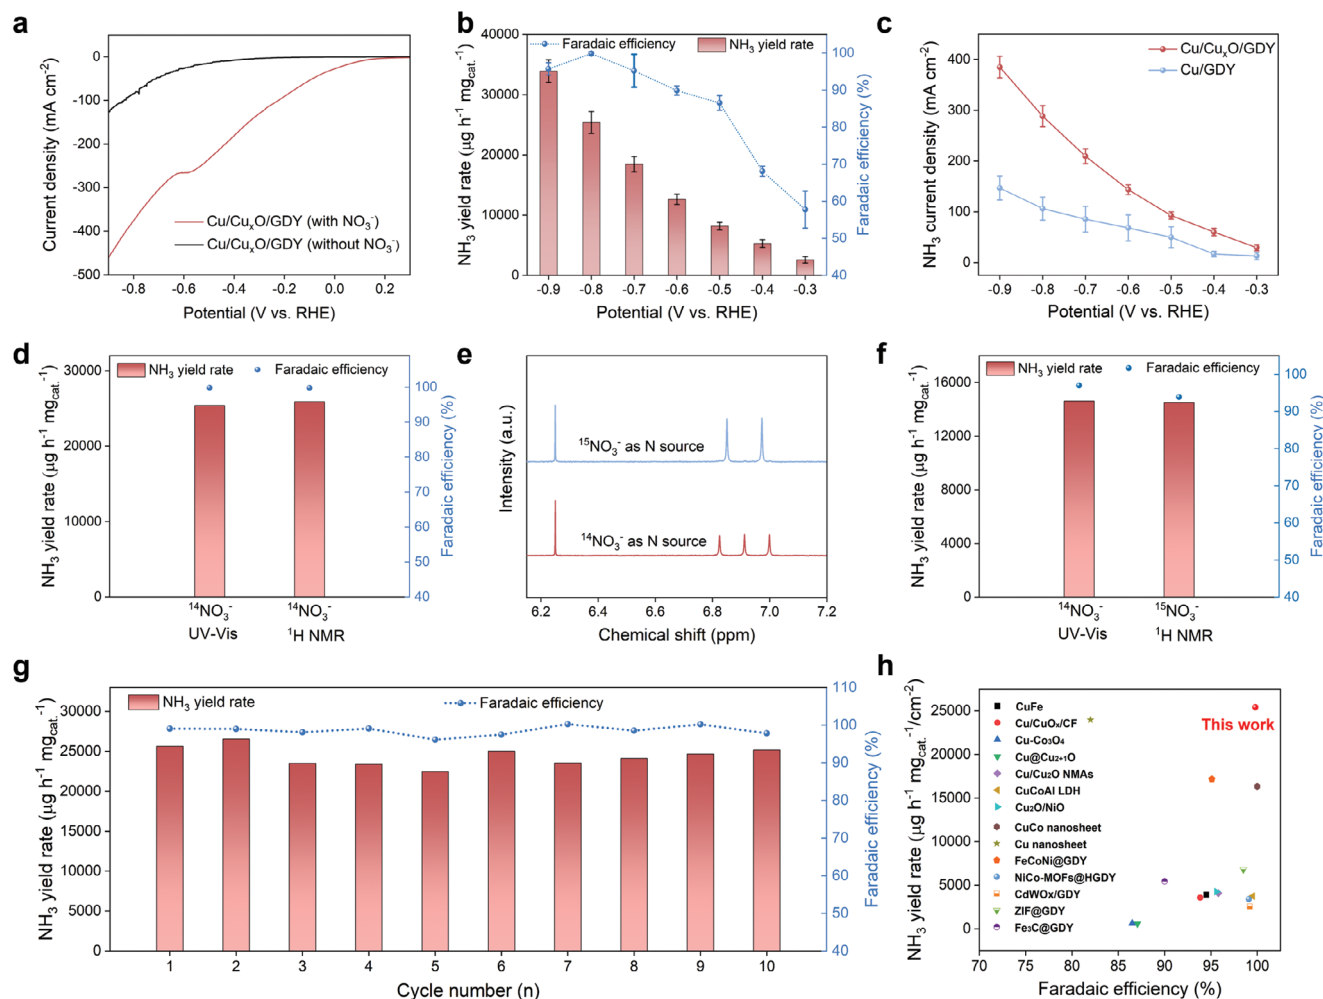 a
Current density (mA cm⁻²)
0
-100
-200
-300
-400
-500
Cu/CuₓO/GDY (with NO₃⁻)
Cu/CuₓO/GDY (without NO₃⁻)
-0.8 -0.6 -0.4 -0.2 0.0 0.2
Potential (V vs. RHE)
b
NH₃ yield rate (μg h⁻¹ mg_cat.⁻¹)
40000
30000
20000
10000
0
Faradaic efficiency
NH₃ yield rate
100
90
80
70
60
50
40
Faradaic efficiency (%)
-0.9 -0.8 -0.7 -0.6 -0.5 -0.4 -0.3
Potential (V vs. RHE)
c
NH₃ current density (mA cm⁻²)
400
300
200
100
0
Cu/CuₓO/GDY
Cu/GDY
-0.9 -0.8 -0.7 -0.6 -0.5 -0.4 -0.3
Potential (V vs. RHE)
d
NH₃ yield rate (μg h⁻¹ mg_cat.⁻¹)
30000
20000
10000
0
NH₃ yield rate
Faradaic efficiency
100
90
80
70
60
50
40
Faradaic efficiency (%)
¹⁴NO₃⁻
UV-Vis
¹⁴NO₃⁻
¹H NMR
e
Intensity (a.u.)
¹⁵NO₃⁻ as N source
¹⁴NO₃⁻ as N source
6.2 6.4 6.6 6.8 7.0 7.2
Chemical shift (ppm)
f
NH₃ yield rate (μg h⁻¹ mg_cat.⁻¹)
16000
12000
8000
4000
0
NH₃ yield rate
Faradaic efficiency
100
90
80
70
60
50
40
Faradaic efficiency (%)
¹⁴NO₃⁻
UV-Vis
¹⁵NO₃⁻
¹H NMR
g
NH₃ yield rate (μg h⁻¹ mg_cat.⁻¹)
30000
25000
20000
15000
10000
5000
0
NH₃ yield rate
Faradaic efficiency
110
100
90
80
70
60
50
40
Faradaic efficiency (%)
1 2 3 4 5 6 7 8 9 10
Cycle number (n)
h
NH₃ yield rate (μg h⁻¹ mg_cat.⁻¹/cm⁻²)
25000
20000
15000
10000
5000
0
CuFe
Cu/CuOₓ/CF
Cu-Co₃O₄
Cu@Cu₂₊₁O
Cu/Cu₂O NMAs
CuCoAl LDH
Cu₂O/NiO
CuCo nanosheet
Cu nanosheet
FeCoNi@GDY
NiCo-MOFs@HGDY
CdWOx/GDY
ZIF@GDY
Fe₃C@GDY
This work
70 75 80 85 90 95 100
Faradaic efficiency (%)